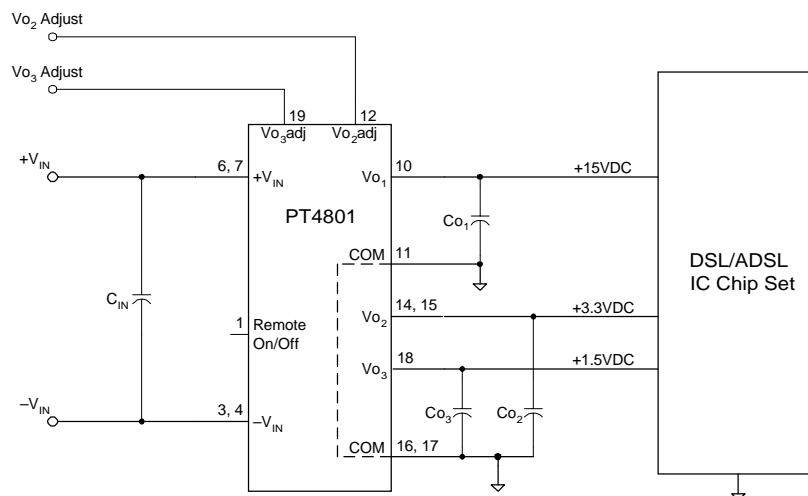 Vo2 Adjust
Vo3 Adjust
19 12
Vo3adj Vo2adj
+VIN 6, 7 +VIN Vo1 10 +15VDC
PT4801
Co1
COM 11
DSL/ADSL
IC Chip Set
CIN
14, 15
1 Remote
On/Off
Vo2 +3.3VDC
Vo3 18 +1.5VDC
Co3 Co2
–VIN 3, 4 –VIN
COM 16, 17